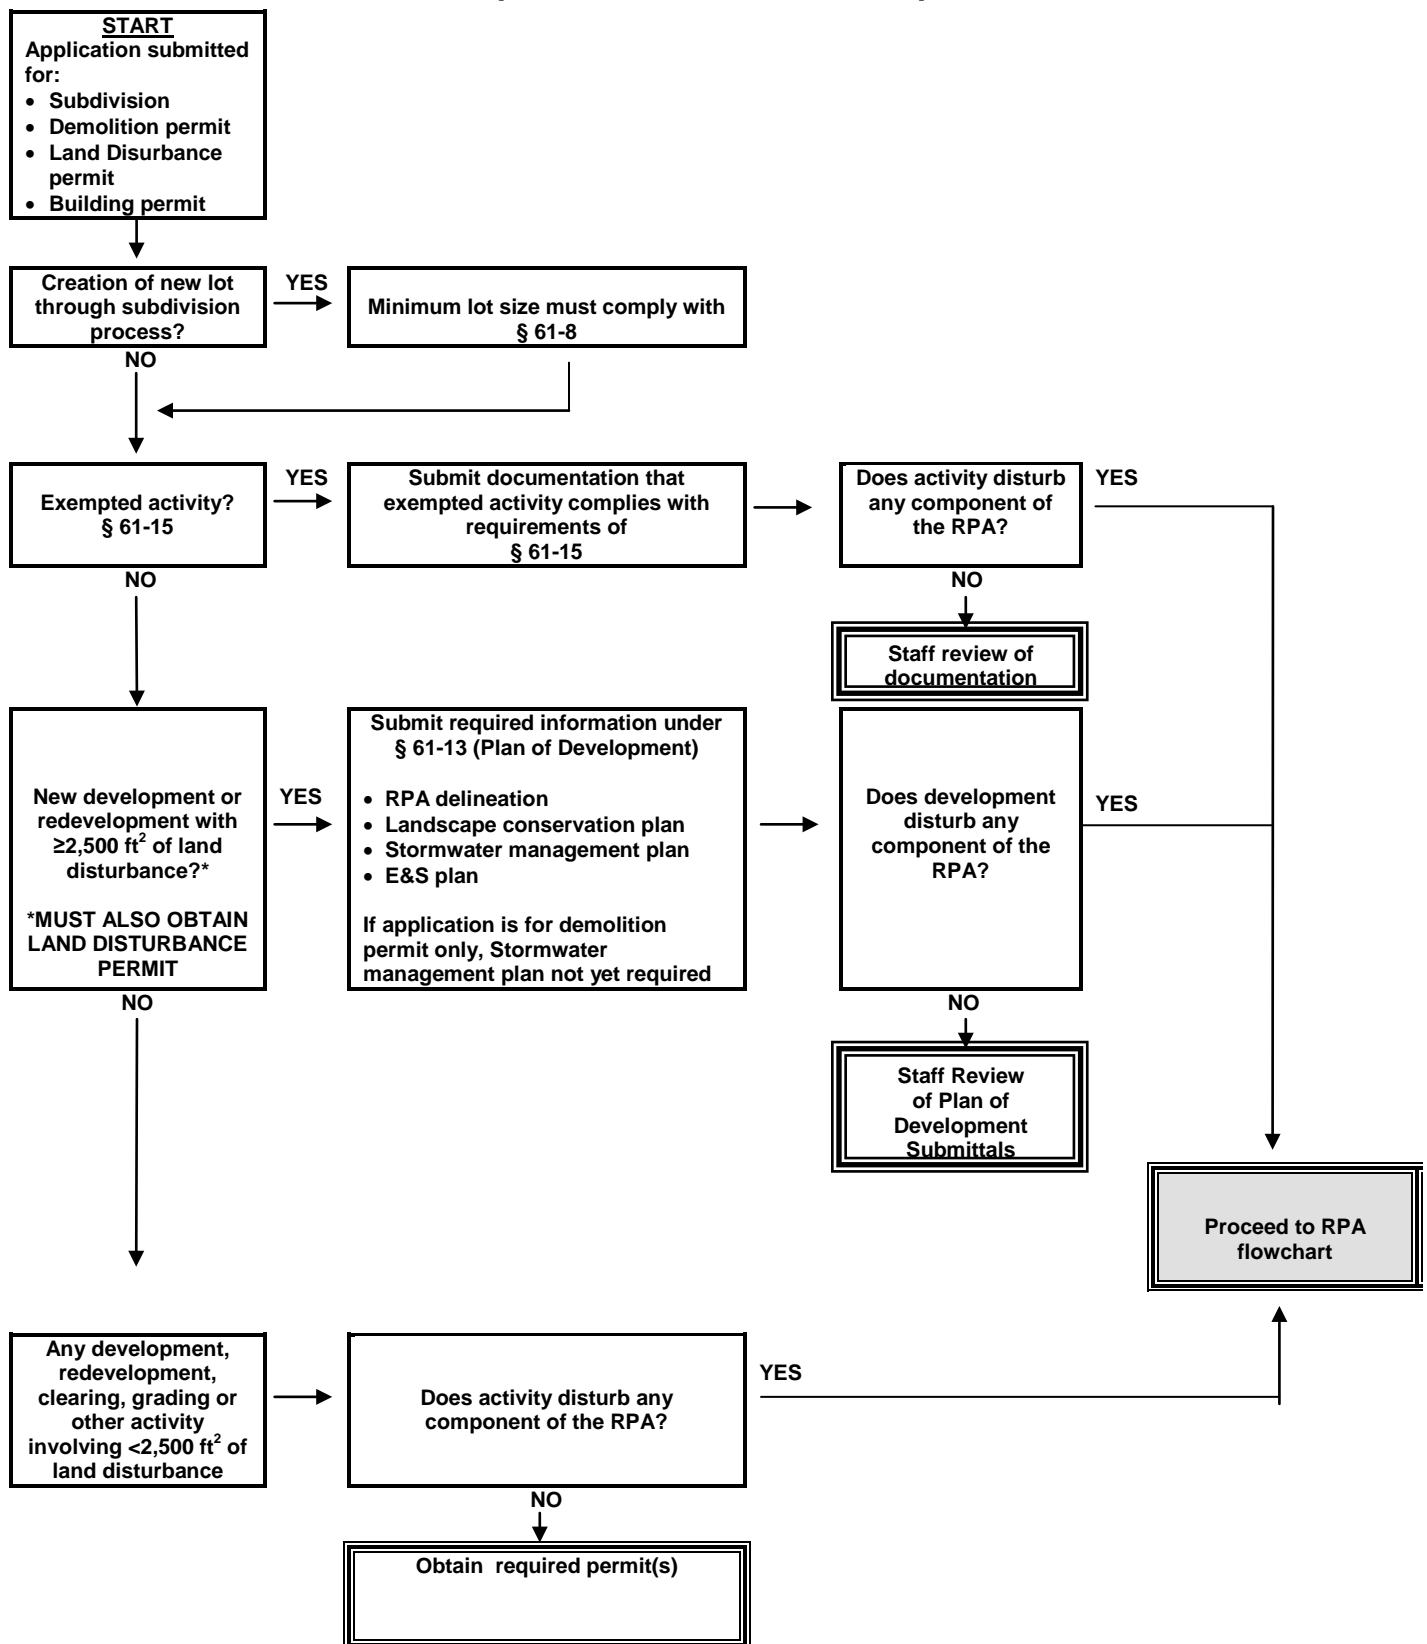 START
Application submitted
for:
• Subdivision
• Demolition permit
• Land Disurbance
permit
• Building permit
Creation of new lot
through subdivision
process?
YES
Minimum lot size must comply with
§ 61-8
NO
Exempted activity?
§ 61-15
YES
Submit documentation that
exempted activity complies with
requirements of
§ 61-15
Does activity disturb
any component of
the RPA?
YES
NO
NO
Staff review of
documentation
New development or
redevelopment with
≥2,500 ft² of land
disturbance?*
*MUST ALSO OBTAIN
LAND DISTURBANCE
PERMIT
YES
Submit required information under
§ 61-13 (Plan of Development)
• RPA delineation
• Landscape conservation plan
• Stormwater management plan
• E&S plan
If application is for demolition
permit only, Stormwater
management plan not yet required
Does development
disturb any
component of the
RPA?
YES
NO
NO
Staff Review
of Plan of
Development
Submittals
Proceed to RPA
flowchart
Any development,
redevelopment,
clearing, grading or
other activity
involving <2,500 ft² of
land disturbance
Does activity disturb any
component of the RPA?
YES
NO
Obtain required permit(s)